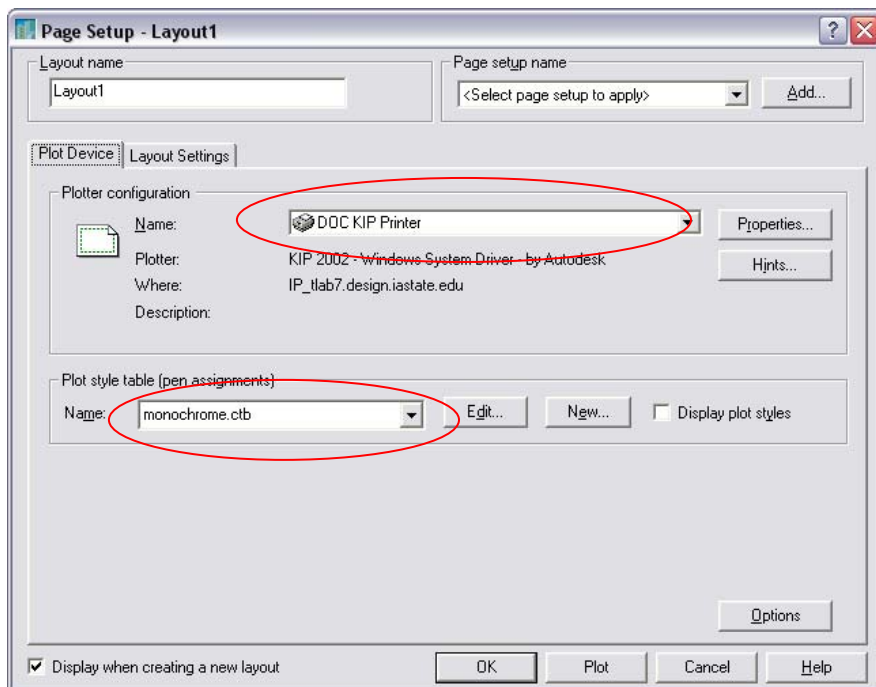 Page Setup - Layout1
Layout name
Layout1
Page setup name
<Select page setup to apply>
Add...
Plot Device
Layout Settings
Plotter configuration
Name:
DOC KIP Printer
Properties...
Plotter:
KIP 2002 - Windows System Driver - by Autodesk
Hints...
Where:
IP_tlab7.design.iastate.edu
Description:
Plot style table (pen assignments)
Name:
monochrome.ctb
Edit...
New...
Display plot styles
Options
Display when creating a new layout
OK
Plot
Cancel
Help